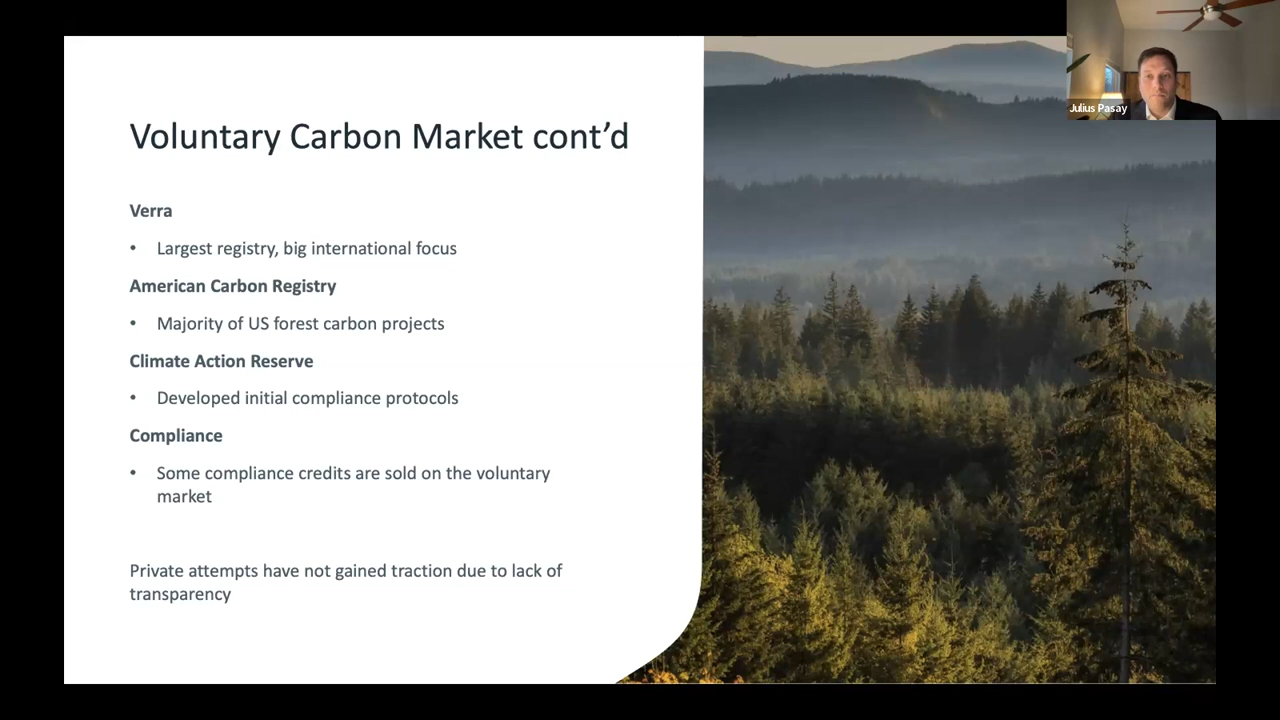 Voluntary Carbon Market cont’d
Verra
• Largest registry, big international focus
American Carbon Registry
• Majority of US forest carbon projects
Climate Action Reserve
• Developed initial compliance protocols
Compliance
• Some compliance credits are sold on the voluntary
market
Private attempts have not gained traction due to lack of
transparency
Julius Pasay